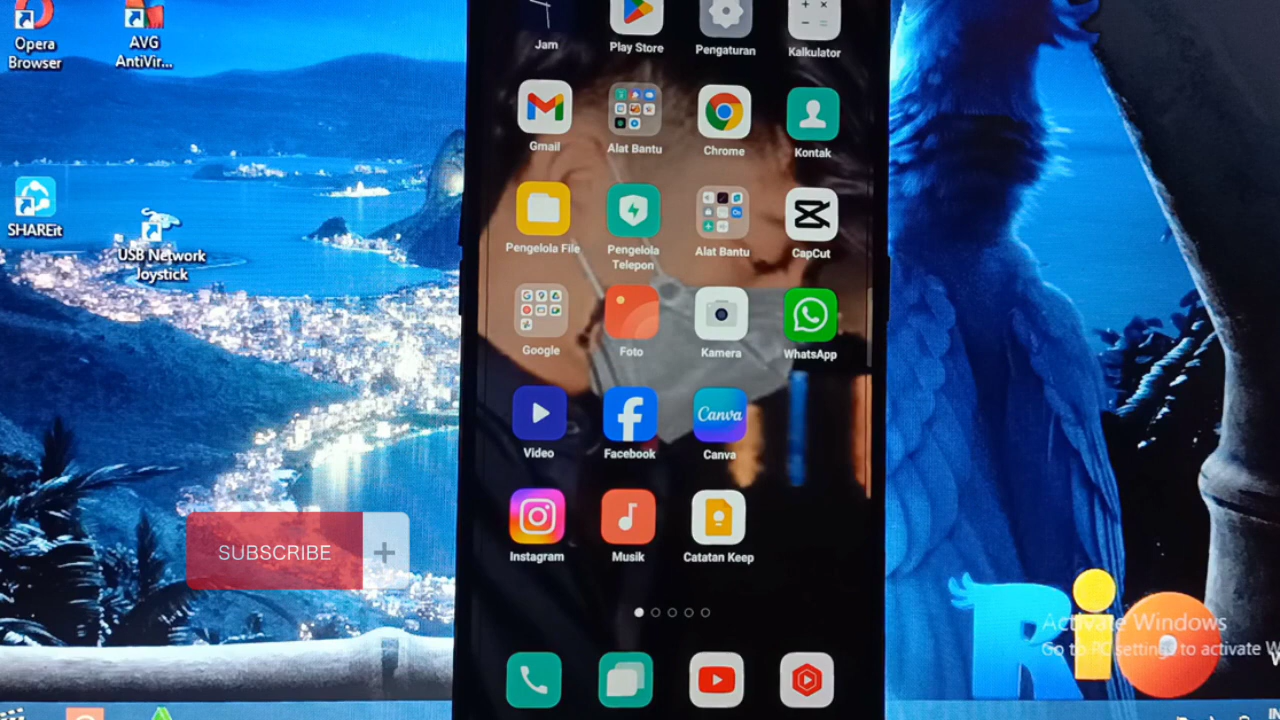 Opera
Browser
AVG
AntiVir...
SHAREit
USB Network
Joystick
SUBSCRIBE
Jam
Play Store
Pengaturan
Kalkulator
Gmail
Alat Bantu
Chrome
Kontak
Pengelola File
Pengelola
Telepon
Alat Bantu
CapCut
Google
Foto
Kamera
WhatsApp
Video
Facebook
Canva
Canva
Instagram
Musik
Catatan Keep
Rio
Activate Windows
Go to PC settings to activate W